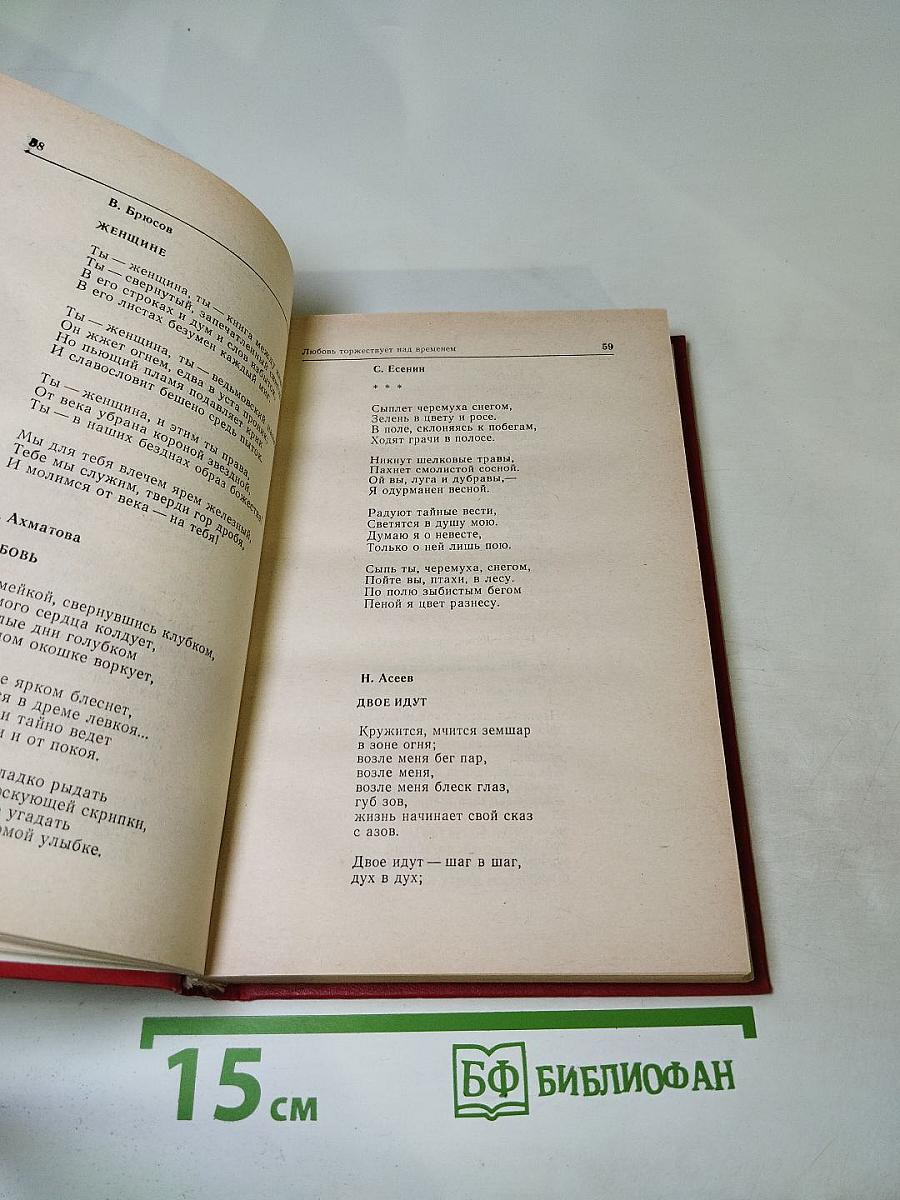 58
В. Брюсов
ЖЕНЩИНЕ
Ты — женщина, ты — книга между
Ты — свернутый, запечатленный
В его строках и дум и слов избыток,
В его листах безумен каждый миг.
Ты — женщина, ты — ведьмовский
Он жжет огнем, едва в уста проник;
Но пьющий пламя подавляет крик
И славословит бешено средь пыток.
Ты — женщина, и этим ты права,
От века убрана короной звездной,
Ты — в наших безднах образ божества!
Мы для тебя влечем ярем железный,
Тебе мы служим, тверди гор дробя,
И молимся от века — на тебя!
Ахматова
БОВЬ
мейкой, свернувшись клубком,
мого сердца колдует,
лые дни голубком
ном окошке воркует,
е ярком блеснет,
ся в дреме левкоя...
и тайно ведет
и и от покоя.
ладко рыдать
оскующей скрипки,
угадать
омой улыбке.
Любовь торжествует над временем
59
С. Есенин
* * *
Сыплет черемуха снегом,
Зелень в цвету и росе.
В поле, склоняясь к побегам,
Ходят грачи в полосе.
Никнут шелковые травы,
Пахнет смолистой сосной.
Ой вы, луга и дубравы,—
Я одурманен весной.
Радуют тайные вести,
Светятся в душу мою.
Думаю я о невесте,
Только о ней лишь пою.
Сыпь ты, черемуха, снегом,
Пойте вы, птахи, в лесу.
По полю зыбистым бегом
Пеной я цвет разнесу.
Н. Асеев
ДВОЕ ИДУТ
Кружится, мчится земшар
в зоне огня;
возле меня бег пар,
возле меня,
возле меня блеск глаз,
губ зов,
жизнь начинает свой сказ
с азов.
Двое идут — шаг в шаг,
дух в дух;
15 см
БФ БИБЛИОФАН